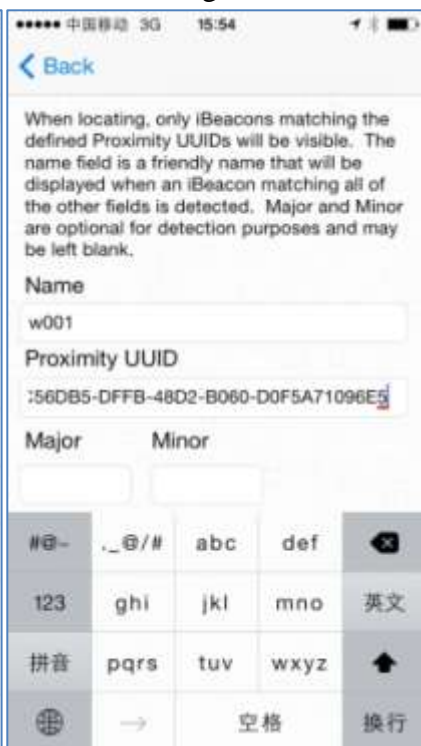 中国移动 3G 15:54
Back
When locating, only iBeacons matching the
defined Proximity UUIDs will be visible. The
name field is a friendly name that will be
displayed when an iBeacon matching all of
the other fields is detected. Major and Minor
are optional for detection purposes and may
be left blank.
Name
w001
Proximity UUID
:56DB5-DFFB-48D2-B060-D0F5A71096E5
Major Minor
#@~ ._@/# abc def
123 ghi jkl mno 英文
拼音 pqrs tuv wxyz
空格 换行